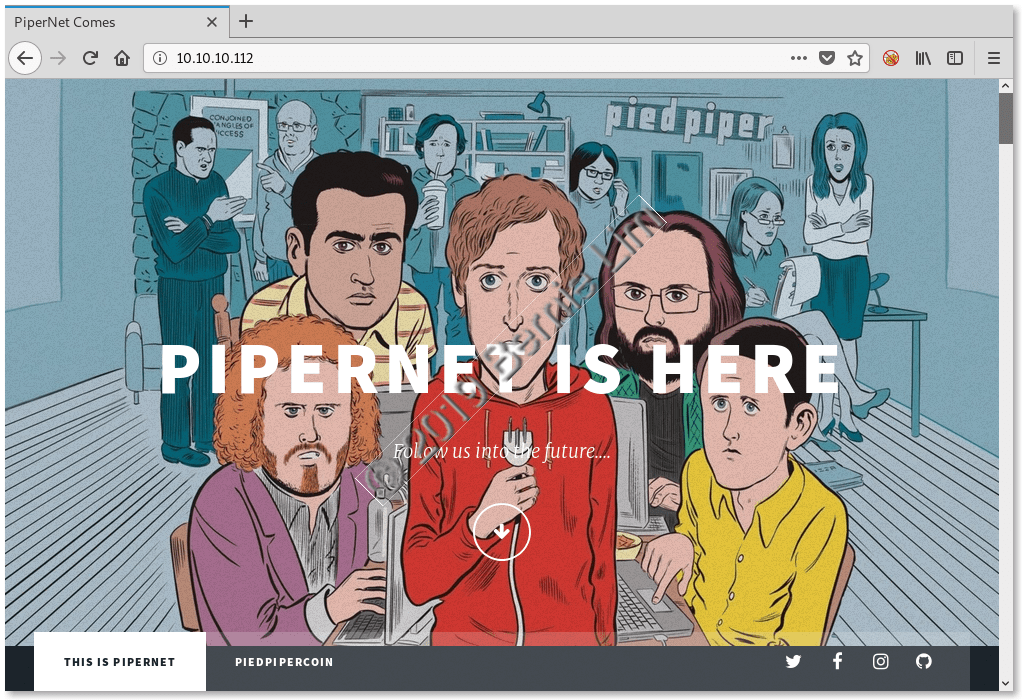 PiperNet Comes
10.10.10.112
CONJOINED
TRIANGLES OF
SUCCESS
pied piper
PIPERNET IS HERE
Follow us into the future....
THIS IS PIPERNET
PIEDPIPERCOIN